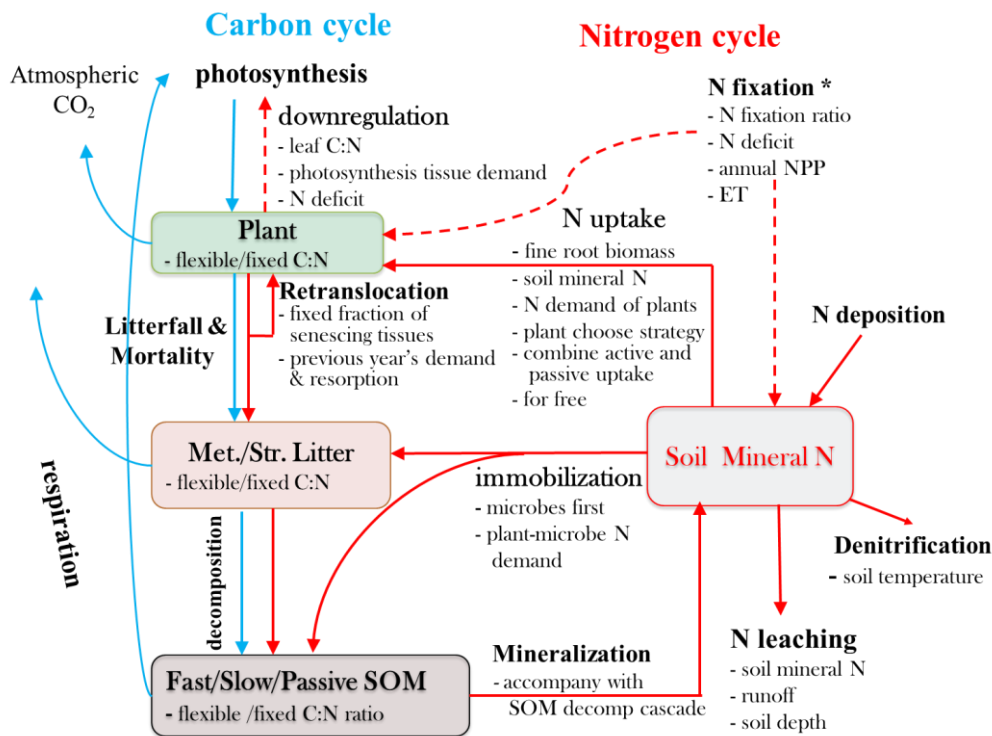 Carbon cycle
Nitrogen cycle
Atmospheric
CO₂
photosynthesis
downregulation
- leaf C:N
- photosynthesis tissue demand
- N deficit
N fixation *
- N fixation ratio
- N deficit
- annual NPP
- ET
Plant
- flexible/fixed C:N
N uptake
- fine root biomass
- soil mineral N
- N demand of plants
- plant choose strategy
- combine active and
passive uptake
- for free
Retranslocation
- fixed fraction of
senescing tissues
- previous year's demand
& resorption
Litterfall &
Mortality
N deposition
Met./Str. Litter
- flexible/fixed C:N
Soil Mineral N
immobilization
- microbes first
- plant-microbe N
demand
respiration
decomposition
Denitrification
- soil temperature
N leaching
- soil mineral N
- runoff
- soil depth
Fast/Slow/Passive SOM
- flexible /fixed C:N ratio
Mineralization
- accompany with
SOM decomp cascade